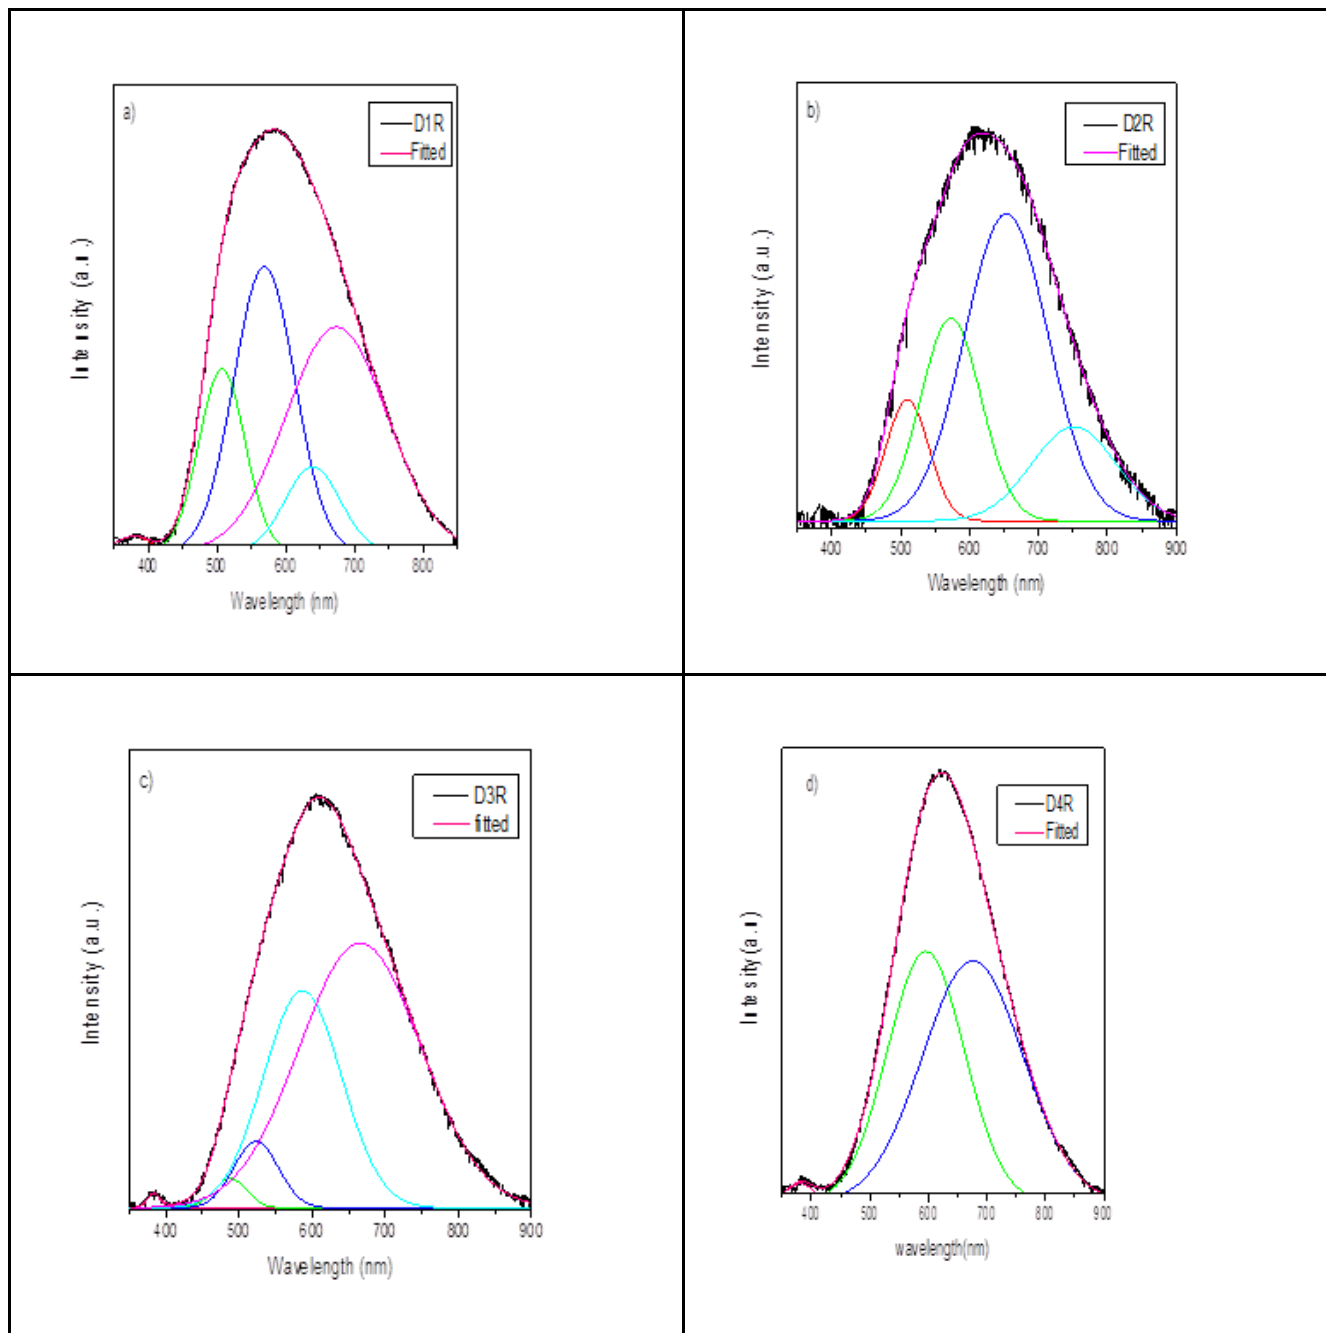 a)
D1R
Fitted
Intensity (a.u.)
400 500 600 700 800
Wavelength (nm)
b)
D2R
Fitted
Intensity (a.u.)
400 500 600 700 800 900
Wavelength (nm)
c)
D3R
fitted
Intensity (a.u.)
400 500 600 700 800 900
Wavelength (nm)
d)
D4R
Fitted
Intensity (a.u)
400 500 600 700 800 900
wavelength(nm)